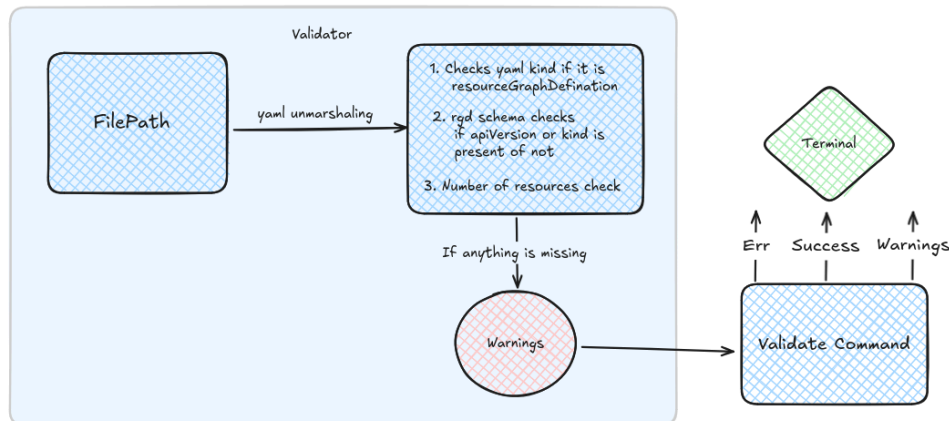 Validator
FilePath
yaml unmarshaling
1. Checks yaml kind if it is
resourceGraphDefination
2. rgd schema checks
if apiVersion or kind is
present of not
3. Number of resources check
If anything is missing
Warnings
Terminal
Err Success Warnings
Validate Command